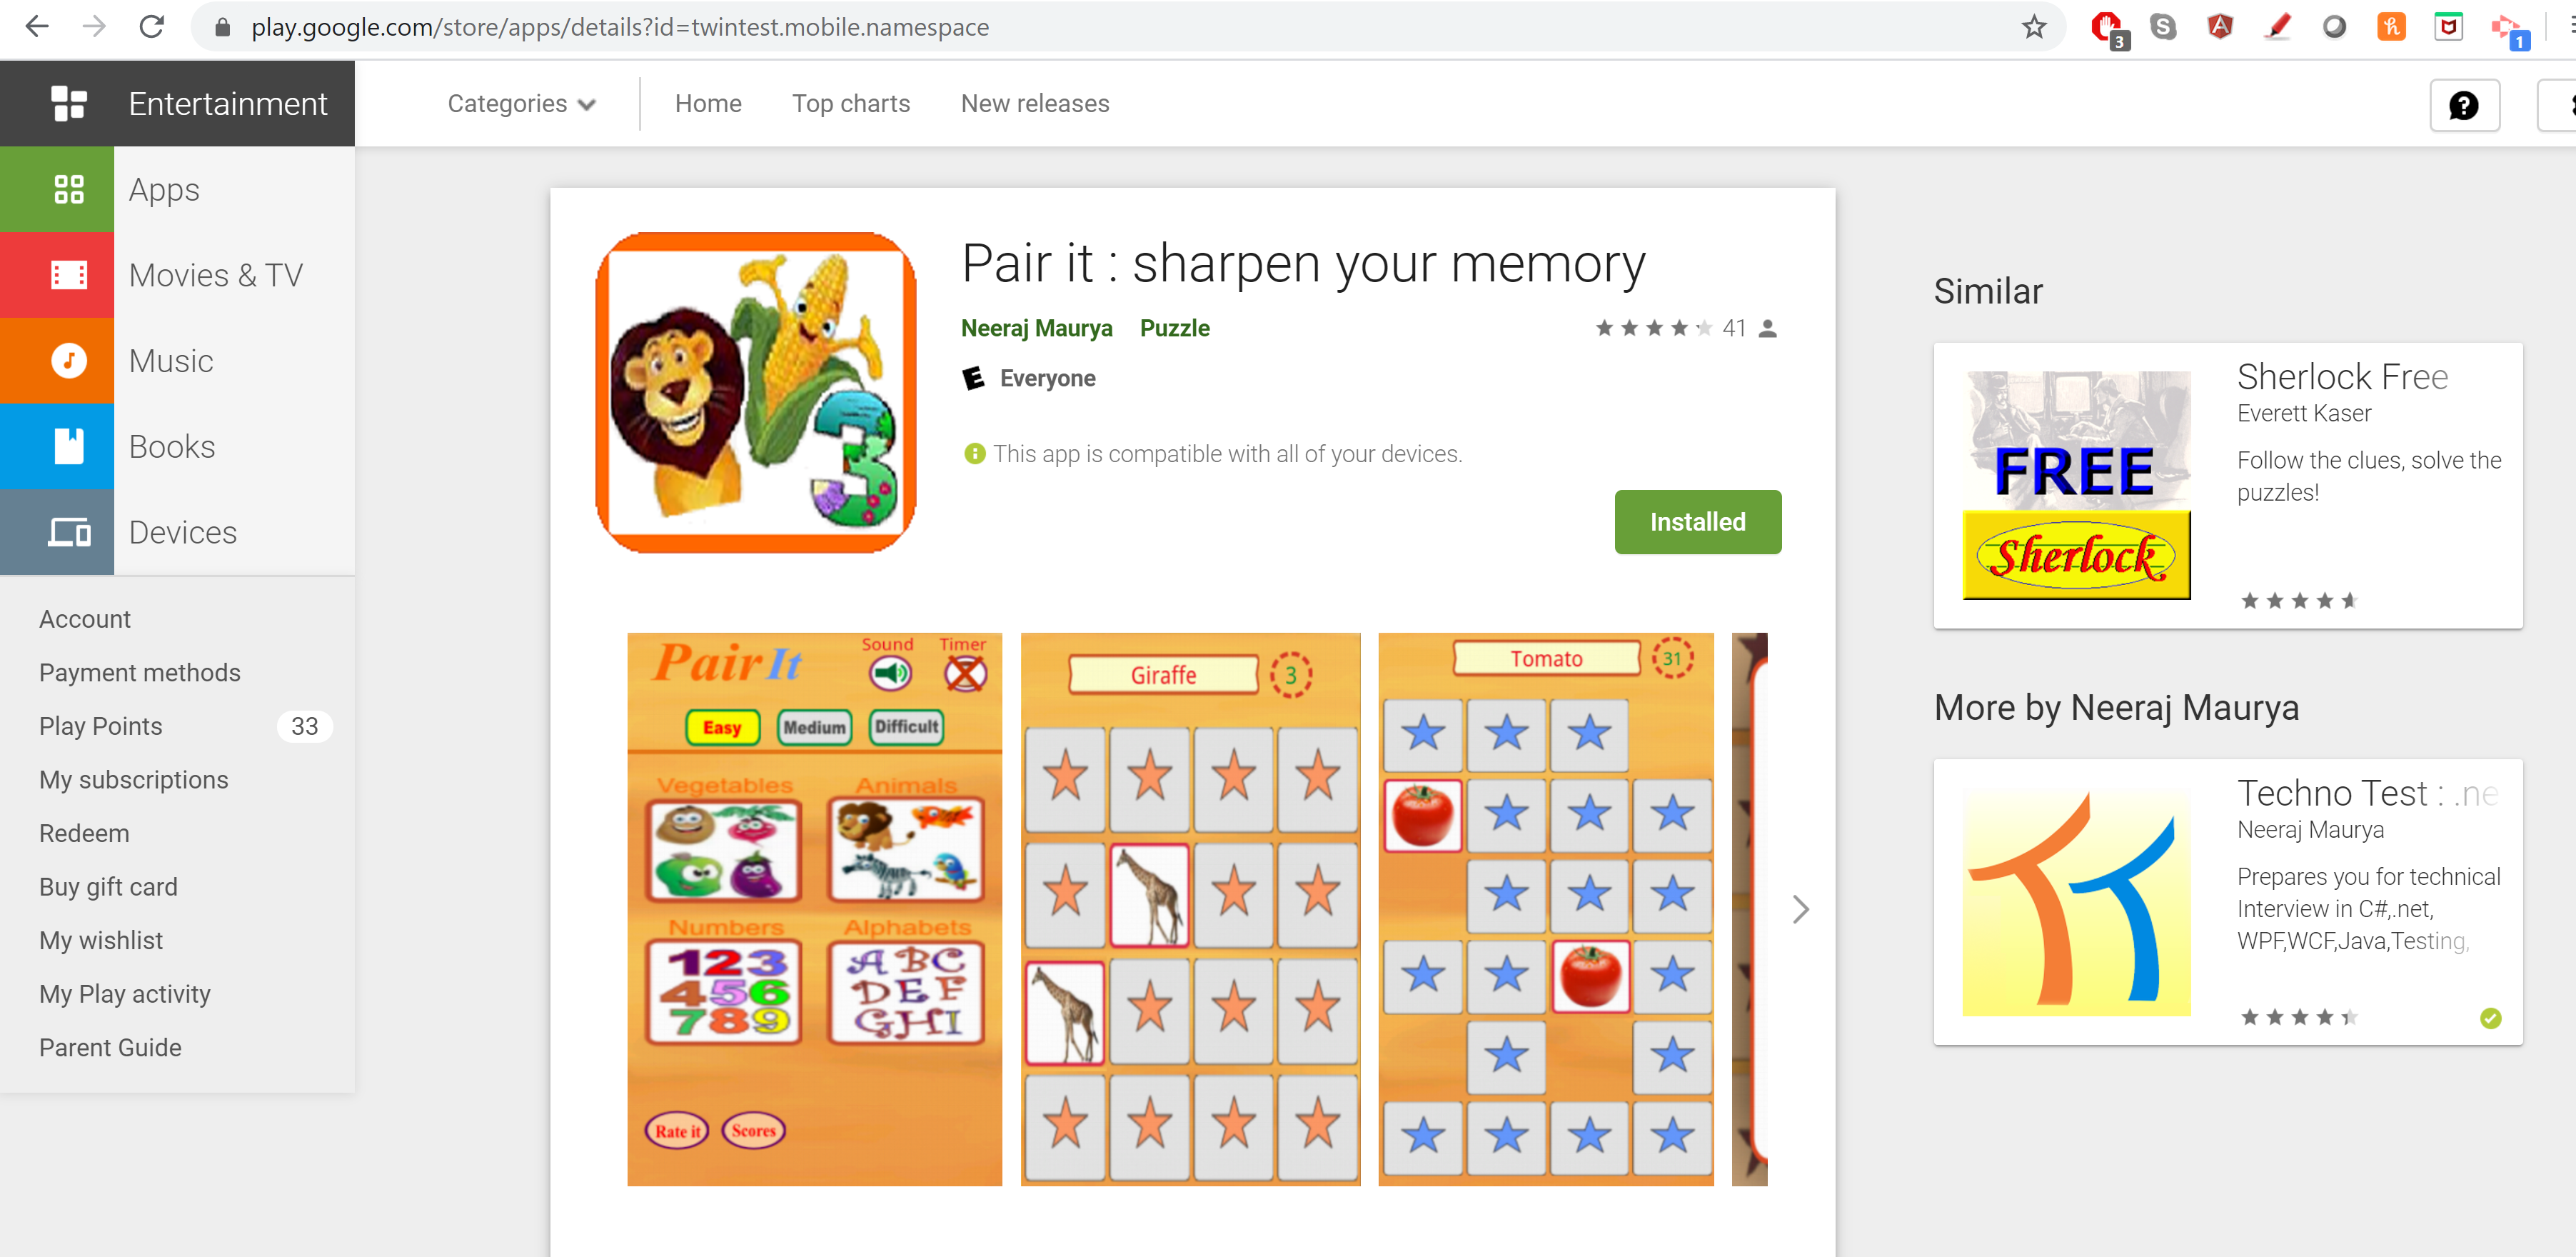 play.google.com/store/apps/details?id=twintest.mobile.namespace
3
1
Entertainment
Categories
Home
Top charts
New releases
Apps
Movies & TV
Music
Books
Devices
Account
Payment methods
Play Points 33
My subscriptions
Redeem
Buy gift card
My wishlist
My Play activity
Parent Guide
3
Pair it : sharpen your memory
Neeraj Maurya Puzzle
41
E Everyone
This app is compatible with all of your devices.
Installed
Pair It
Sound Timer
Easy Medium Difficult
Vegetables Animals
Numbers Alphabets
123
456
789
ABC
DEF
GHI
Rate it Scores
Giraffe 3
Tomato 31
Similar
FREE
Sherlock
Sherlock Free
Everett Kaser
Follow the clues, solve the
puzzles!
More by Neeraj Maurya
Techno Test : .ne
Neeraj Maurya
Prepares you for technical
Interview in C#,.net,
WPF,WCF,Java,Testing,